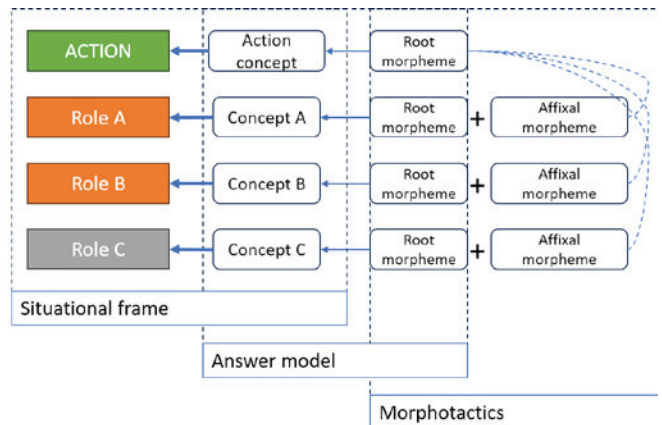 ACTION
Action
concept
Root
morpheme
Role A
Concept A
Root
morpheme
+
Affixal
morpheme
Role B
Concept B
Root
morpheme
+
Affixal
morpheme
Role C
Concept C
Root
morpheme
+
Affixal
morpheme
Situational frame
Answer model
Morphotactics